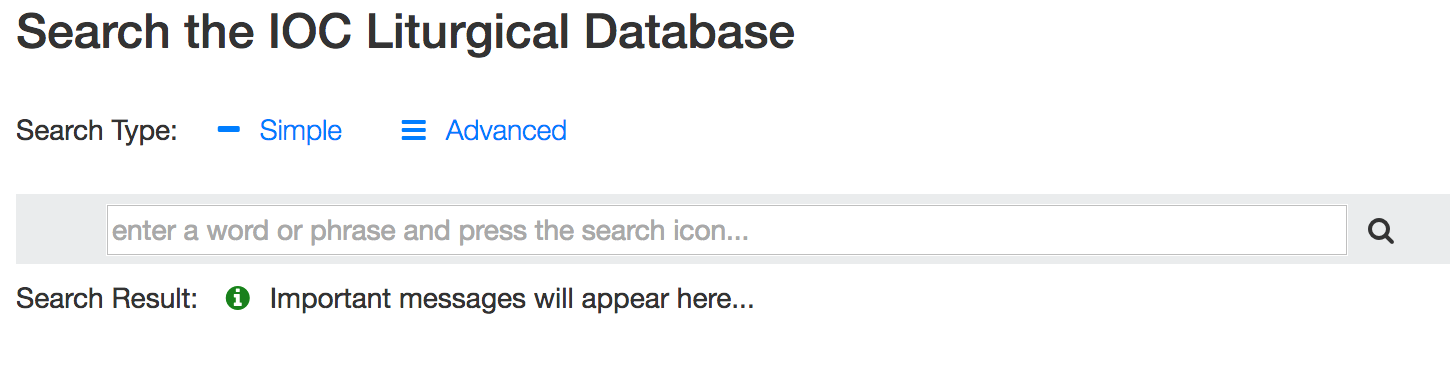 Search the IOC Liturgical Database
Search Type: Simple Advanced
enter a word or phrase and press the search icon...
Search Result: Important messages will appear here...